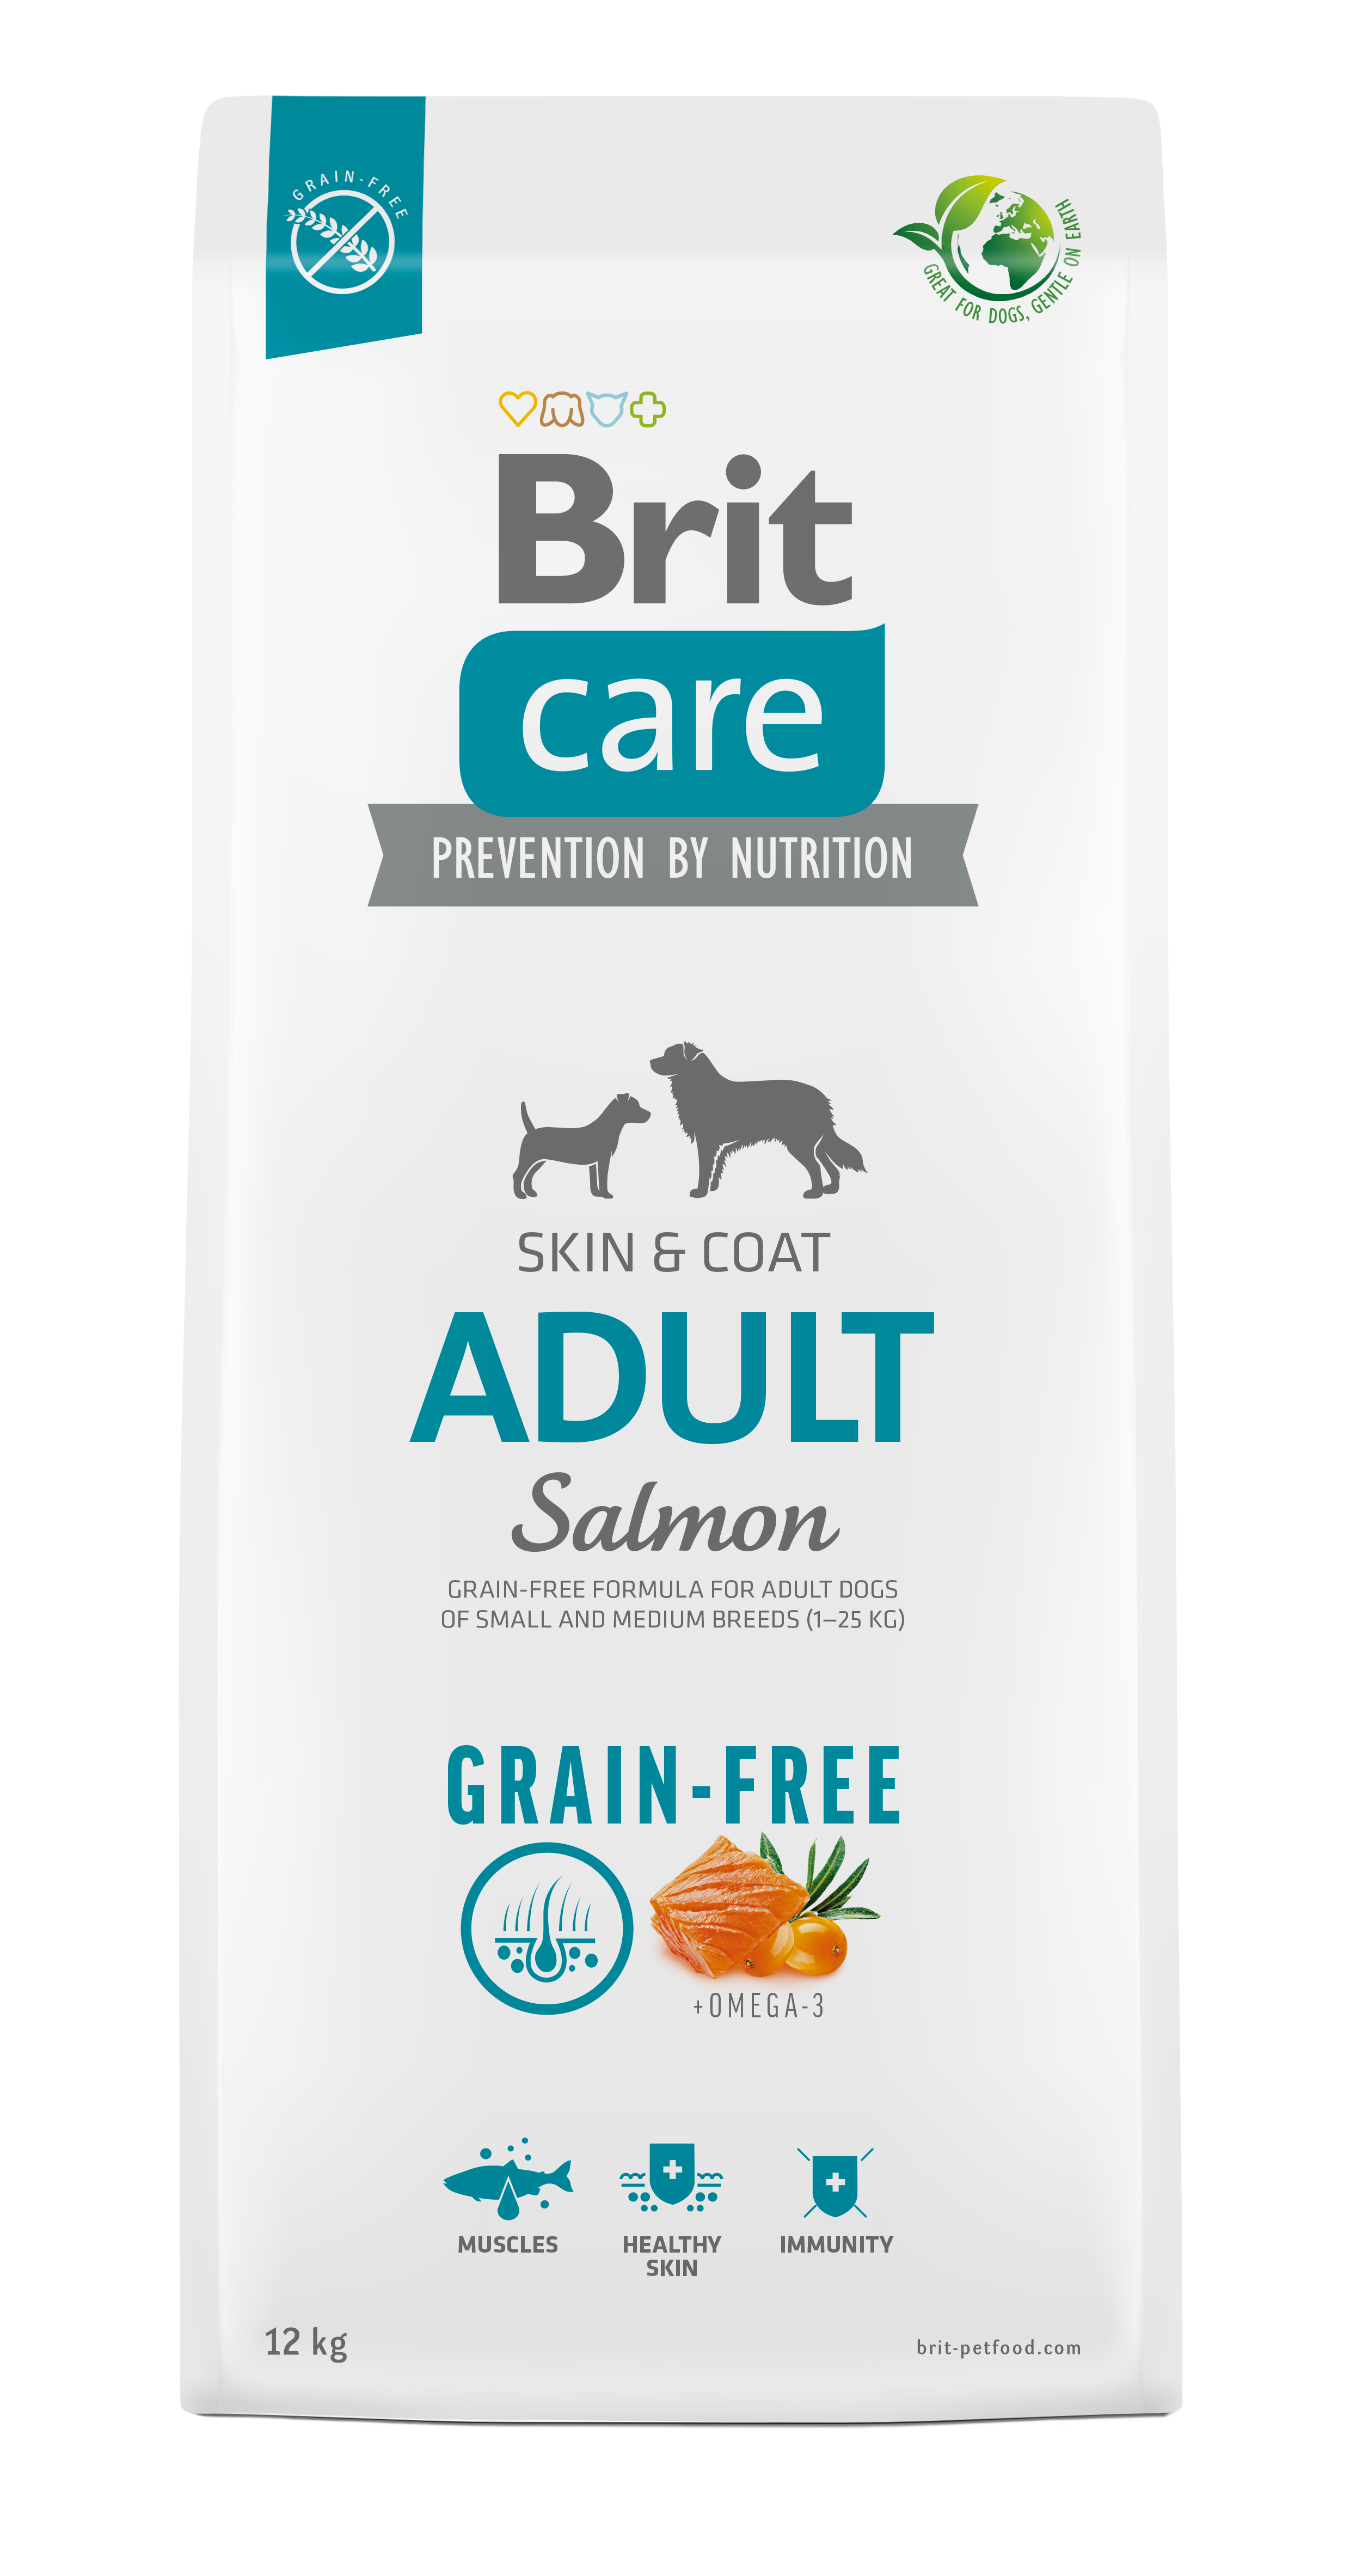 GRAIN-FREE
GREAT FOR DOGS, GENTLE ON EARTH
Brit
care
PREVENTION BY NUTRITION
SKIN & COAT
ADULT
Salmon
GRAIN-FREE FORMULA FOR ADULT DOGS
OF SMALL AND MEDIUM BREEDS (1–25 KG)
GRAIN-FREE
+OMEGA-3
MUSCLES
HEALTHY
SKIN
IMMUNITY
12 kg
brit-petfood.com